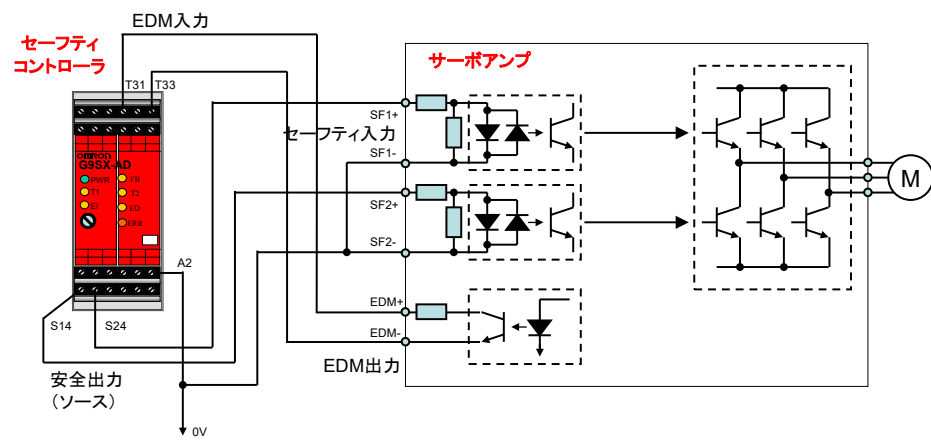 EDM入力
セーフティ
コントローラ
T31 T33
OMRON
G9SX-AD
PWR FB
T1 T2
EI EO
ERR
A2
S14 S24
安全出力
（ソース）
0V
サーボアンプ
SF1+
セーフティ入力
SF1-
SF2+
SF2-
EDM+
EDM-
EDM出力
M